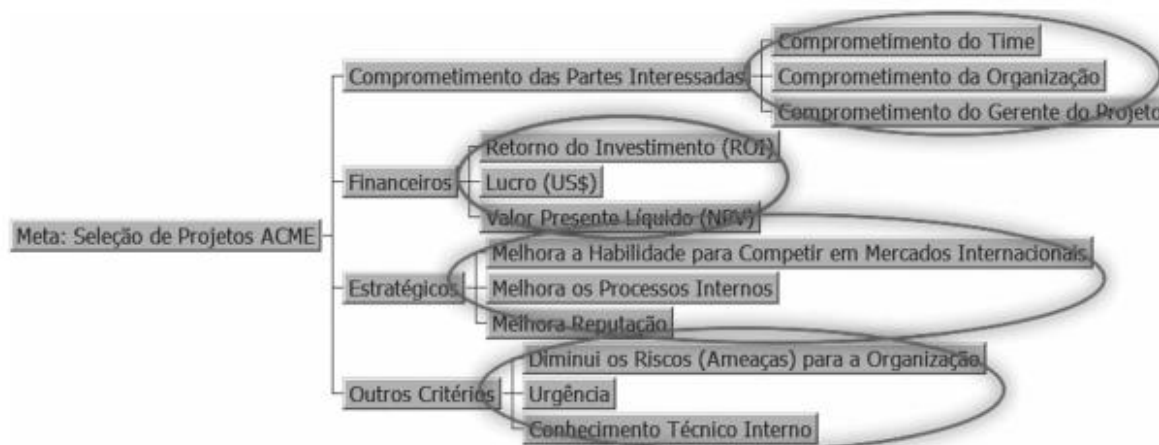 Comprometimento do Time
Comprometimento das Partes Interessadas
Comprometimento da Organização
Comprometimento do Gerente do Projeto
Retorno do Investimento (ROI)
Financeiros
Lucro (US$)
Valor Presente Líquido (NPV)
Meta: Seleção de Projetos ACME
Melhora a Habilidade para Competir em Mercados Internacionais
Estratégicos
Melhora os Processos Internos
Melhora Reputação
Diminui os Riscos (Ameaças) para a Organização
Outros Critérios
Urgência
Conhecimento Técnico Interno